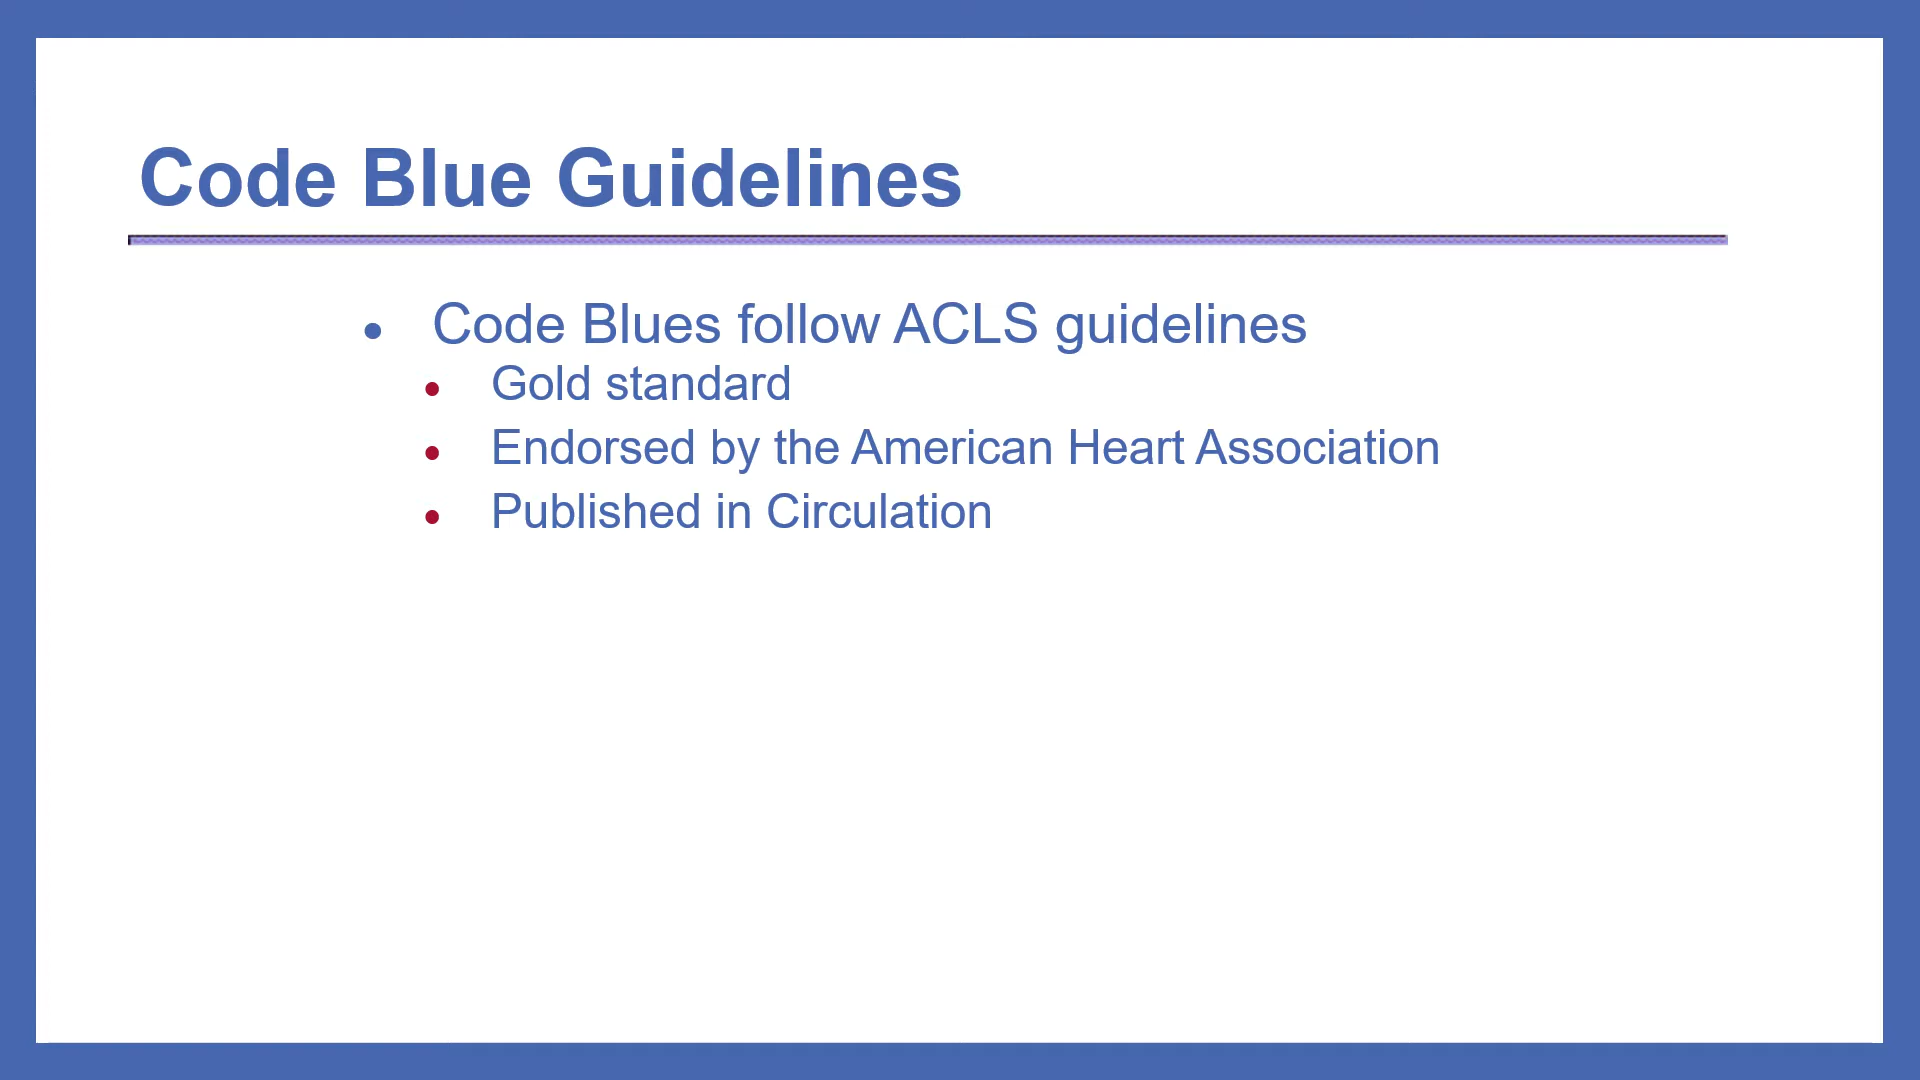 Code Blue Guidelines
• Code Blues follow ACLS guidelines
• Gold standard
• Endorsed by the American Heart Association
• Published in Circulation